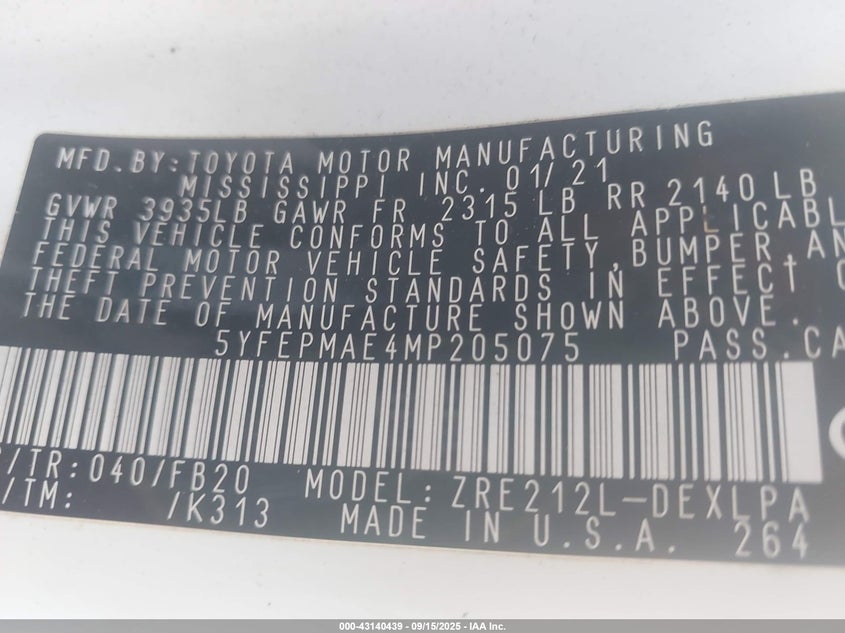 MFD.BY:TOYOTA MOTOR MANUFACTURING
MISSISSIPPI INC. 01/21
GVWR 3935LB GAWR FR 2315 LB RR 2140 LB
THIS VEHICLE CONFORMS TO ALL APPLICABL
FEDERAL MOTOR VEHICLE SAFETY, BUMPER, AN
THEFT PREVENTION STANDARDS IN EFFECT
THE DATE OF MANUFACTURE SHOWN ABOVE.
5YFEPMAE4MP205075 PASS.CA
/TR:040/FB20 MODEL: ZRE212L-DEXLPA
/TM: /K313 MADE IN U.S.A. 264
000-43140439 - 09/15/2025 - IAA Inc.